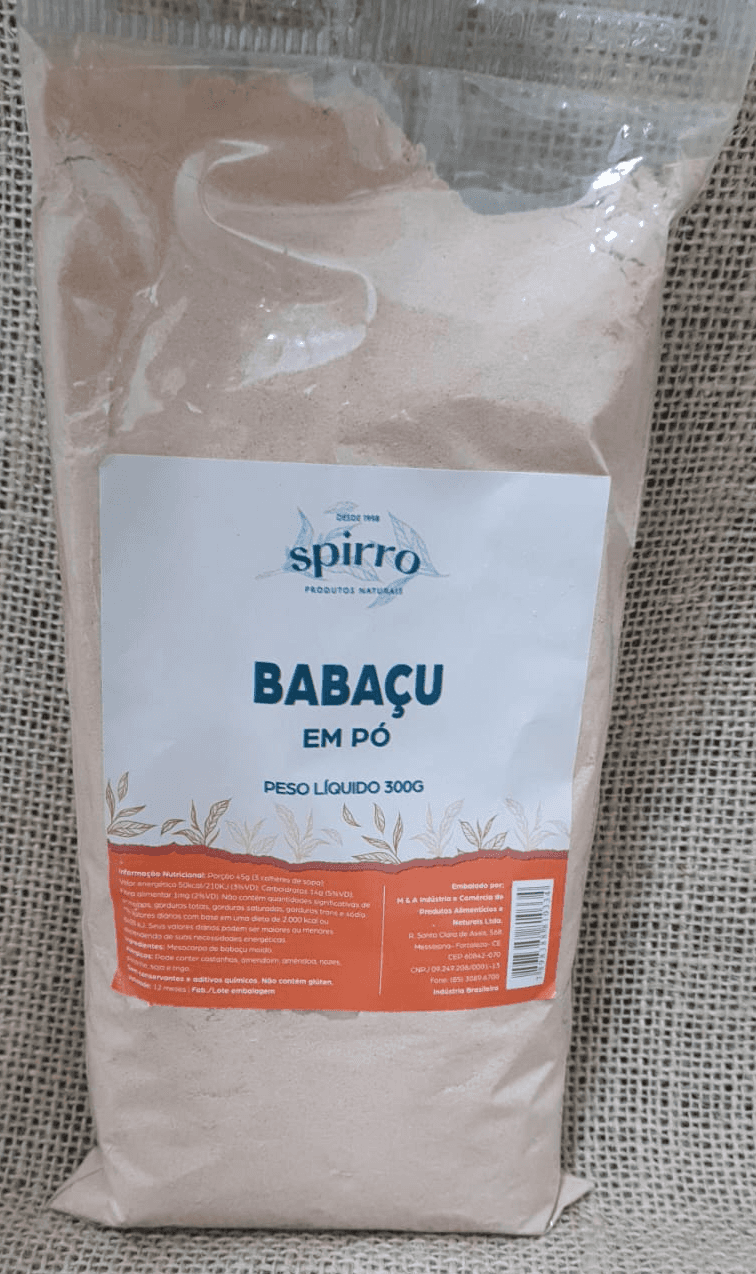 DESDE 1998
spirro
PRODUTOS NATURAIS
BABAÇU
EM PÓ
PESO LÍQUIDO 300G
Informação Nutricional: Porção 45g (3 colheres de sopa)
Valor energético 50kcal/210KJ (3%VD); Carboidratos 14g (5%VD);
Fibra alimentar 1mg (2%VD). Não contém quantidades significativas de
gorduras totais, gorduras saturadas, gorduras trans e sódio
valores diários com base em uma dieta de 2.000 kcal ou
KJ. Seus valores diários podem ser maiores ou menores
dependendo de suas necessidades energéticas.
Ingredientes: Mesocarpo de babaçu moído.
Alérgicos: Pode conter castanhas, amendoim, amêndoa, nozes,
soja e trigo.
Sem conservantes e aditivos químicos. Não contém glúten.
12 meses | Fab./Lote embalagem
Embalado por:
M & A Indústria e Comércio de
Produtos Alimentícios e
Naturais Ltda.
R. Santa Clara de Assis, 568
Messejana- Fortaleza- CE
CEP 60842-070
CNPJ 09.249.206/0001-13
Fone: (85) 3089.6700
Indústria Brasileira